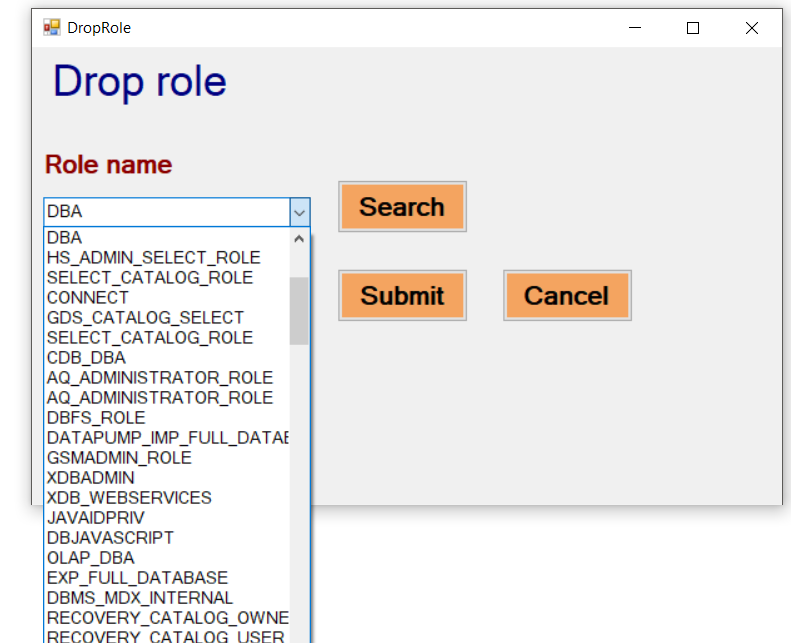 DropRole
Drop role
Role name
DBA
Search
Submit
Cancel
DBA
HS_ADMIN_SELECT_ROLE
SELECT_CATALOG_ROLE
CONNECT
GDS_CATALOG_SELECT
SELECT_CATALOG_ROLE
CDB_DBA
AQ_ADMINISTRATOR_ROLE
AQ_ADMINISTRATOR_ROLE
DBFS_ROLE
DATAPUMP_IMP_FULL_DATAE
GSMADMIN_ROLE
XDBADMIN
XDB_WEBSERVICES
JAVAIDPRIV
DBJAVASCRIPT
OLAP_DBA
EXP_FULL_DATABASE
DBMS_MDX_INTERNAL
RECOVERY_CATALOG_OWNE
RECOVERY_CATALOG_USER